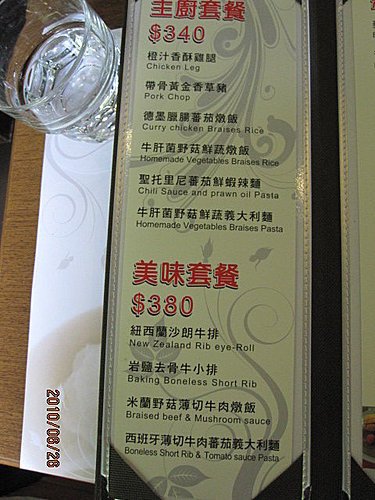 主廚套餐
$340
橙汁香酥雞腿
Chicken Leg
帶骨黃金香草豬
Pork Chop
德墨臘腸蕃茄燉飯
Curry chicken Braises Rice
牛肝菌野菇鮮蔬燉飯
Homemade Vegetables Braises Rice
聖托里尼蕃茄鮮蝦辣麵
Chili Sauce and prawn oil Pasta
牛肝菌野菇鮮蔬義大利麵
Homemade Vegetables Braises Pasta
美味套餐
$380
紐西蘭沙朗牛排
New Zealand Rib eye-Roll
岩鹽去骨牛小排
Baking Boneless Short Rib
米蘭野菇薄切牛肉燉飯
Braised beef & Mushroom sauce
西班牙薄切牛肉蕃茄義大利麵
Boneless Short Rib & Tomato sauce Pasta
2010/08/28